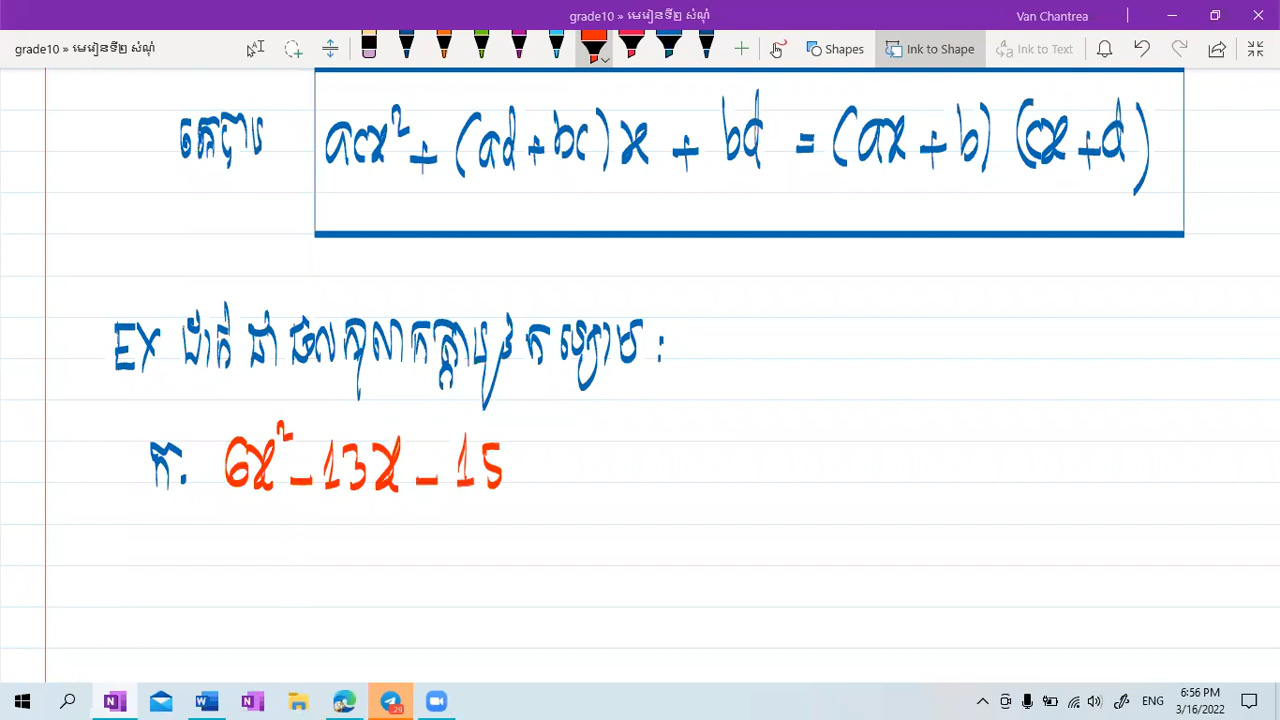 grade10 » មេរៀនទី២ សំណុំ
Van Chantrea
grade10 » មេរៀនទី២ សំណុំ
Shapes
Ink to Shape
Ink to Text
គេបាន acx² + (ad + bc) x + bd = (ax + b) (cx + d)
EX ដាក់ ជា ផលគុណកត្តានៃកន្សោម :
ក. 6x² - 13x - 15
29
ENG
6:56 PM
3/16/2022